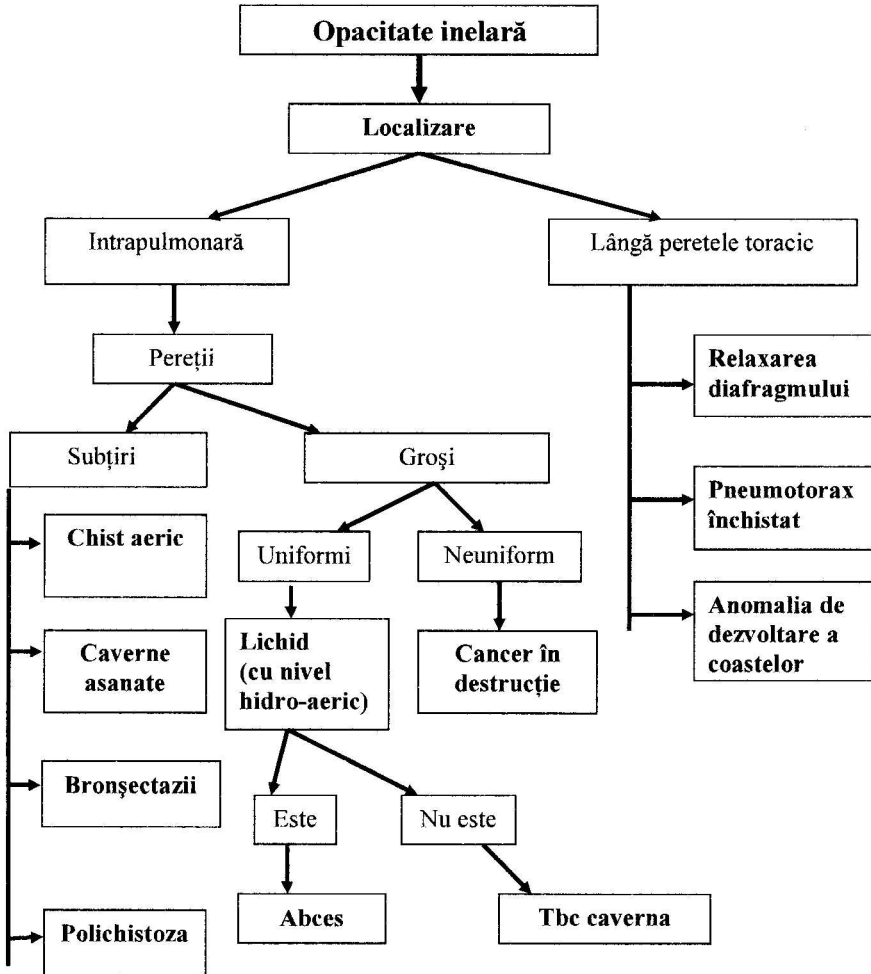 Opacitate inelară
Localizare
Intrapulmonară
Lângă peretele toracic
Pereții
Relaxarea
diafragmului
Subțiri
Groşi
Pneumotorax
închistat
Chist aeric
Uniformi
Neuniform
Anomalia de
dezvoltare a
coastelor
Caverne
asanate
Lichid
(cu nivel
hidro-aeric)
Cancer în
destrucție
Bronşectazii
Este
Nu este
Polichistoza
Abces
Tbc caverna